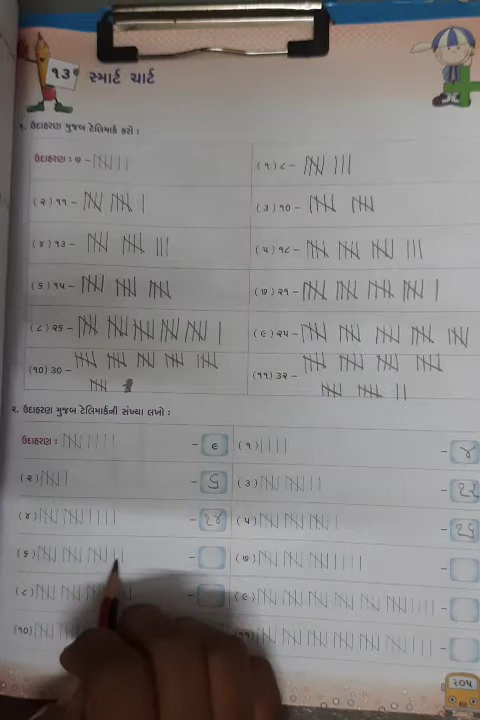 ૧૩
સ્માર્ટ ચાર્ટ
૧. ઉદાહરણ મુજબ ટેલિમાર્ક કરો :
ઉદાહરણ : ૭ –
(૧) ૮ –
(૨) ૧૧ –
(૩) ૧૦ –
(૪) ૧૩ –
(૫) ૧૮ –
(૬) ૧૫ –
(૭) ૨૧ –
(૮) ૨૬ –
(૯) ૨૫ –
(૧૦) ૩૦ –
(૧૧) ૩૨ –
૨. ઉદાહરણ મુજબ ટેલિમાર્કની સંખ્યા લખો :
ઉદાહરણ : – ૯
(૧) – ૪
(૨) – ૬
(૩) – ૧૨
(૪) – ૧૪
(૫) – ૧૬
(૬) –
(૭) –
(૮) –
(૯) –
(૧૦)
(૧૧) –
૨૦૫